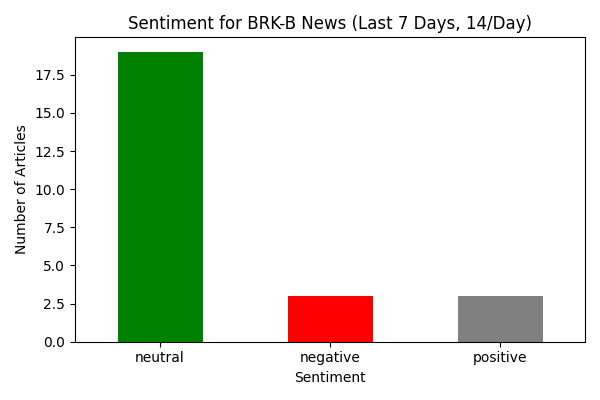 Sentiment for BRK-B News (Last 7 Days, 14/Day)
17.5
15.0
12.5
10.0
7.5
5.0
2.5
0.0
Number of Articles
neutral
negative
positive
Sentiment